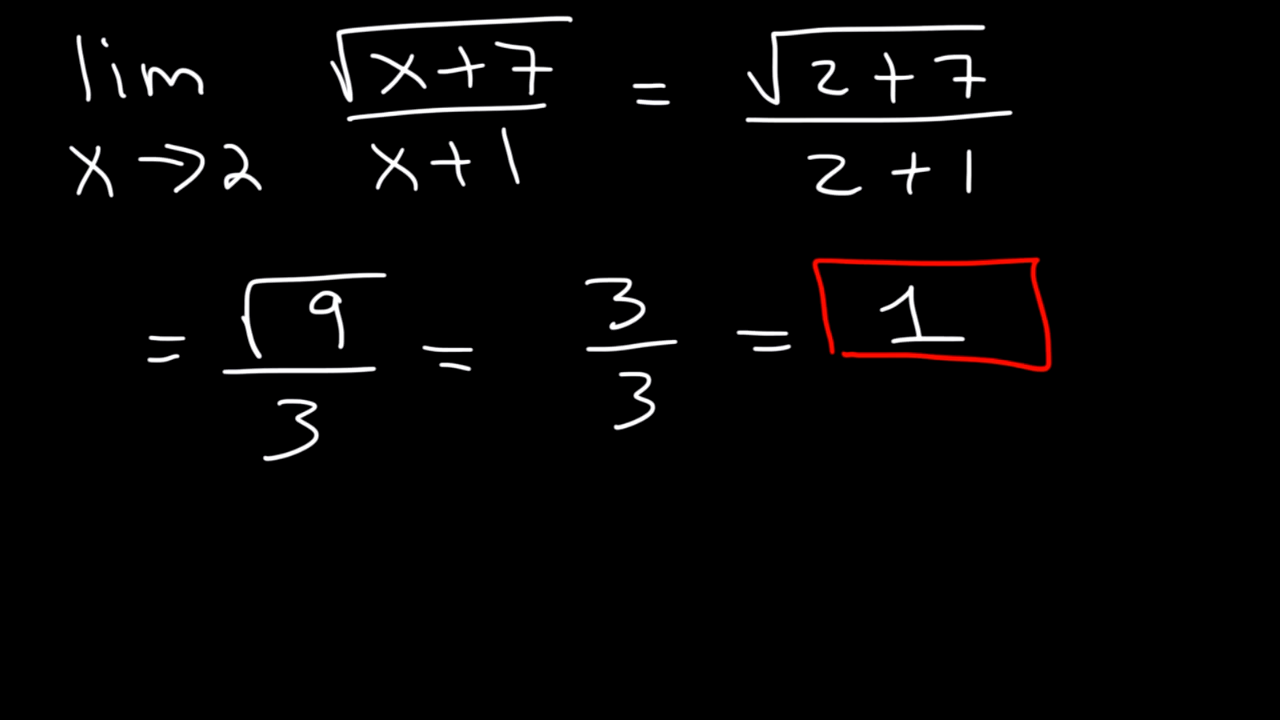 lim √(x+7)/(x+1) = √(2+7)/(2+1)
x→2
= √9/3 = 3/3 = 1